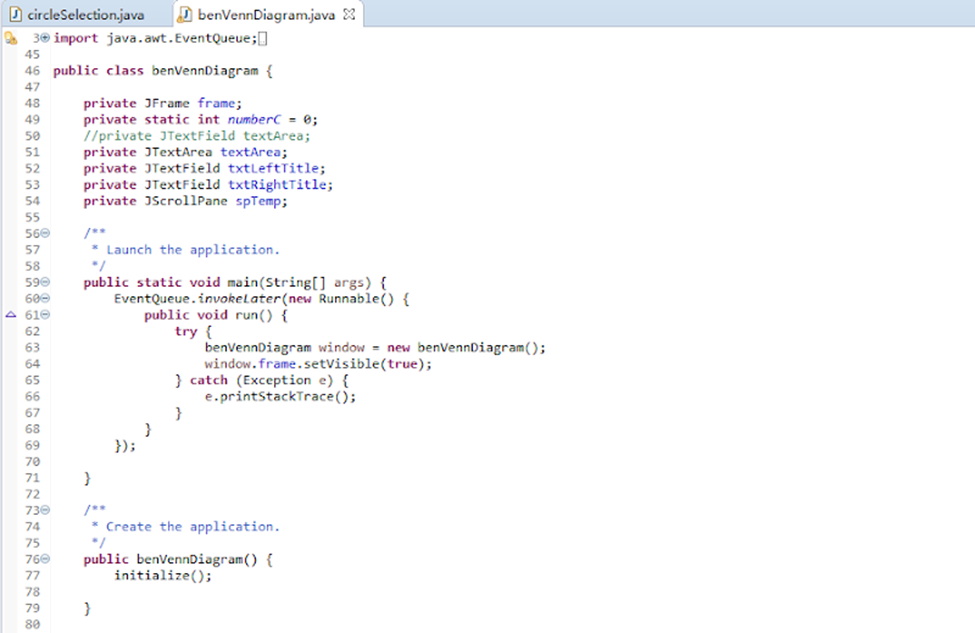 circleSelection.java
benVennDiagram.java
3 import java.awt.EventQueue;
45
46 public class benVennDiagram {
47
48 private JFrame frame;
49 private static int numberC = 0;
50 //private JTextField textArea;
51 private JTextArea textArea;
52 private JTextField txtLeftTitle;
53 private JTextField txtRightTitle;
54 private JScrollPane spTemp;
55
56 /**
57 * Launch the application.
58 */
59 public static void main(String[] args) {
60 EventQueue.invokeLater(new Runnable() {
61 public void run() {
62 try {
63 benVennDiagram window = new benVennDiagram();
64 window.frame.setVisible(true);
65 } catch (Exception e) {
66 e.printStackTrace();
67 }
68 }
69 });
70
71 }
72
73 /**
74 * Create the application.
75 */
76 public benVennDiagram() {
77 initialize();
78
79 }
80